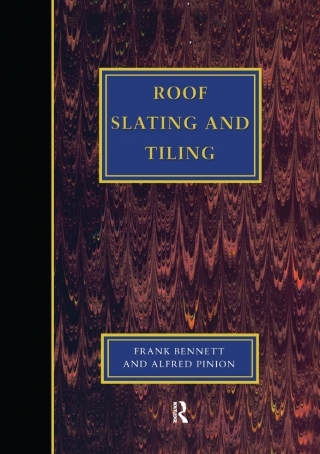 ROOF
SLATING AND
TILING
FRANK BENNETT
AND ALFRED PINION
R